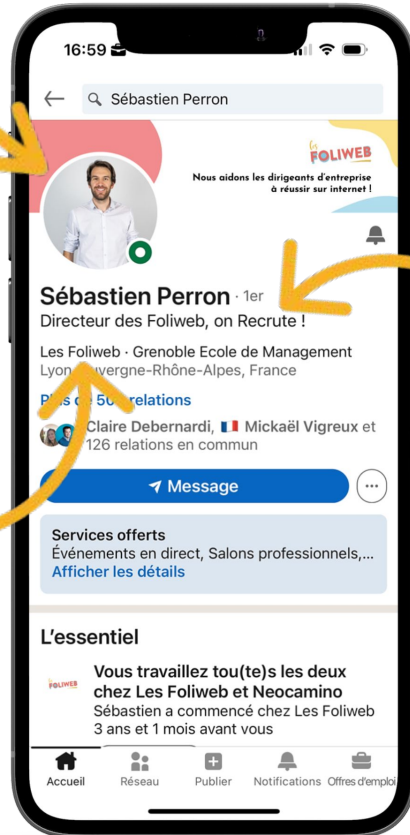 16:59
Sébastien Perron
les
FOLIWEB
Nous aidons les dirigeants d'entreprise
à réussir sur internet !
Sébastien Perron · 1er
Directeur des Foliweb, on Recrute !
Les Foliweb · Grenoble Ecole de Management
Auvergne-Rhône-Alpes, France
Plus de 500 relations
Claire Debernardi, 🇫🇷 Mickaël Vigreux et
126 relations en commun
Message
Services offerts
Événements en direct, Salons professionnels,...
Afficher les détails
L'essentiel
FOLIWEB
Vous travaillez tou(te)s les deux
chez Les Foliweb et Neocamino
Sébastien a commencé chez Les Foliweb
3 ans et 1 mois avant vous
Accueil
Réseau
Publier
Notifications
Offres d'emploi